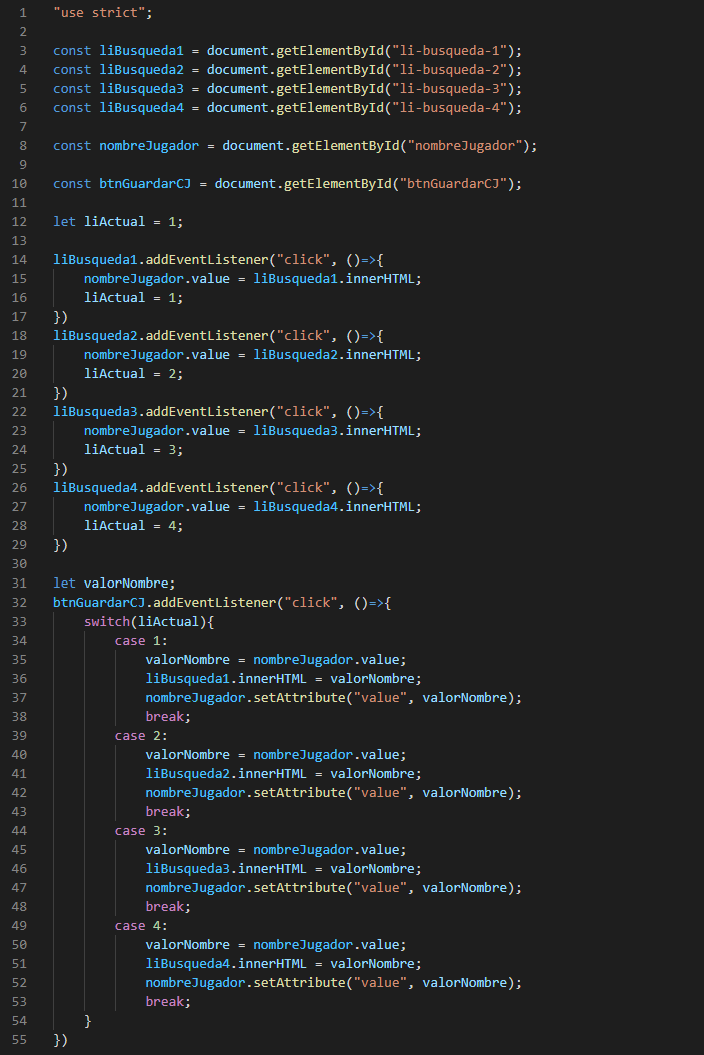 1 "use strict";
2
3 const liBusqueda1 = document.getElementById("li-busqueda-1");
4 const liBusqueda2 = document.getElementById("li-busqueda-2");
5 const liBusqueda3 = document.getElementById("li-busqueda-3");
6 const liBusqueda4 = document.getElementById("li-busqueda-4");
7
8 const nombreJugador = document.getElementById("nombreJugador");
9
10 const btnGuardarCJ = document.getElementById("btnGuardarCJ");
11
12 let liActual = 1;
13
14 liBusqueda1.addEventListener("click", ()=>{
15     nombreJugador.value = liBusqueda1.innerHTML;
16     liActual = 1;
17 })
18 liBusqueda2.addEventListener("click", ()=>{
19     nombreJugador.value = liBusqueda2.innerHTML;
20     liActual = 2;
21 })
22 liBusqueda3.addEventListener("click", ()=>{
23     nombreJugador.value = liBusqueda3.innerHTML;
24     liActual = 3;
25 })
26 liBusqueda4.addEventListener("click", ()=>{
27     nombreJugador.value = liBusqueda4.innerHTML;
28     liActual = 4;
29 })
30
31 let valorNombre;
32 btnGuardarCJ.addEventListener("click", ()=>{
33     switch(liActual){
34         case 1:
35             valorNombre = nombreJugador.value;
36             liBusqueda1.innerHTML = valorNombre;
37             nombreJugador.setAttribute("value", valorNombre);
38             break;
39         case 2:
40             valorNombre = nombreJugador.value;
41             liBusqueda2.innerHTML = valorNombre;
42             nombreJugador.setAttribute("value", valorNombre);
43             break;
44         case 3:
45             valorNombre = nombreJugador.value;
46             liBusqueda3.innerHTML = valorNombre;
47             nombreJugador.setAttribute("value", valorNombre);
48             break;
49         case 4:
50             valorNombre = nombreJugador.value;
51             liBusqueda4.innerHTML = valorNombre;
52             nombreJugador.setAttribute("value", valorNombre);
53             break;
54     }
55 })